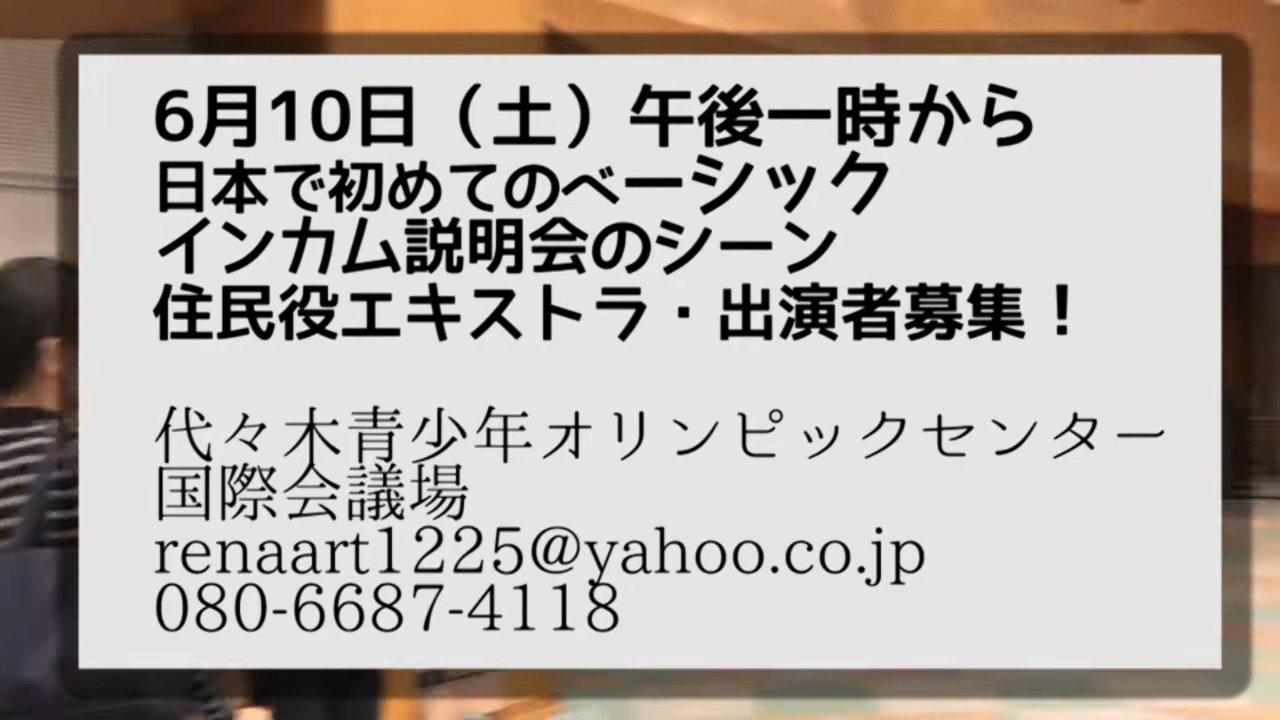 6月10日（土）午後一時から
日本で初めてのベーシック
インカム説明会のシーン
住民役エキストラ・出演者募集！
代々木青少年オリンピックセンター
国際会議場
renaart1225@yahoo.co.jp
080-6687-4118